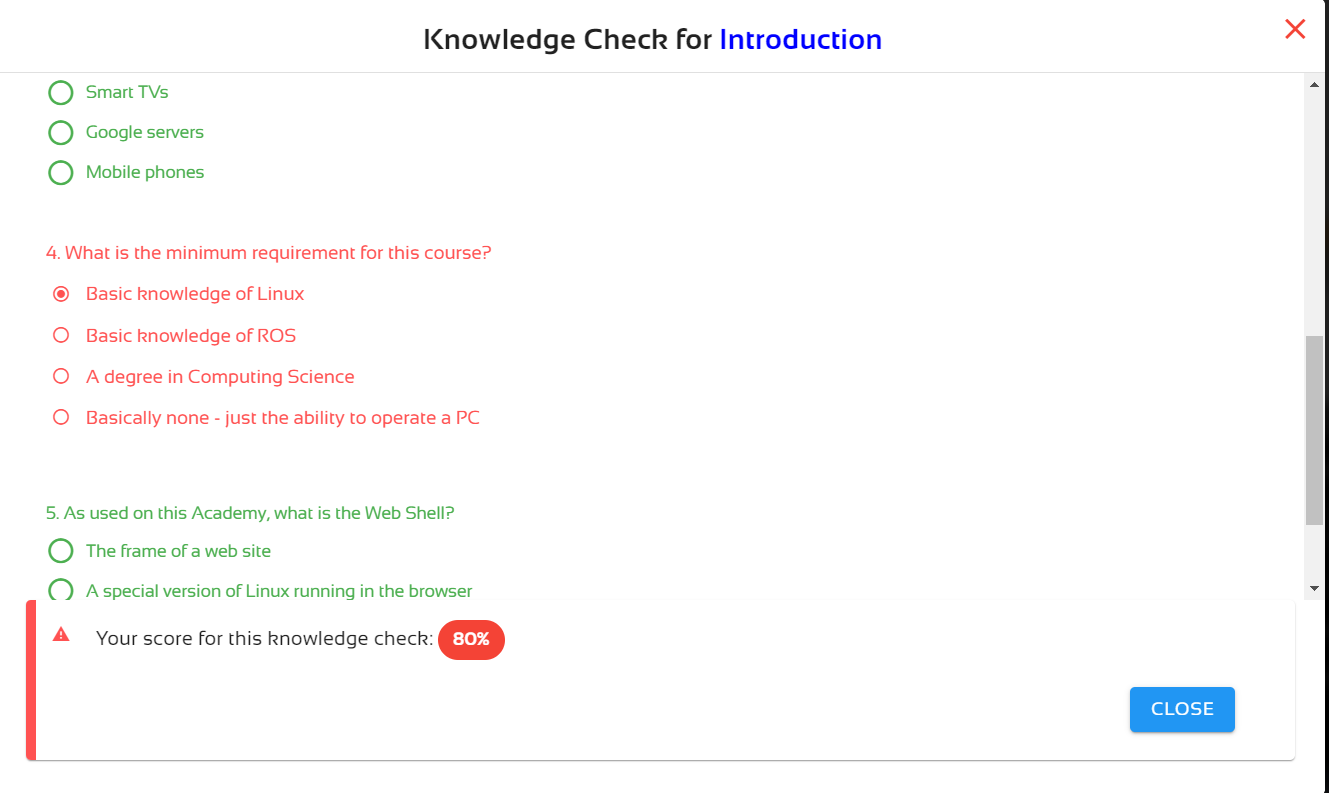 Knowledge Check for Introduction
Smart TVs
Google servers
Mobile phones
4. What is the minimum requirement for this course?
Basic knowledge of Linux
Basic knowledge of ROS
A degree in Computing Science
Basically none - just the ability to operate a PC
5. As used on this Academy, what is the Web Shell?
The frame of a web site
A special version of Linux running in the browser
Your score for this knowledge check: 80%
CLOSE